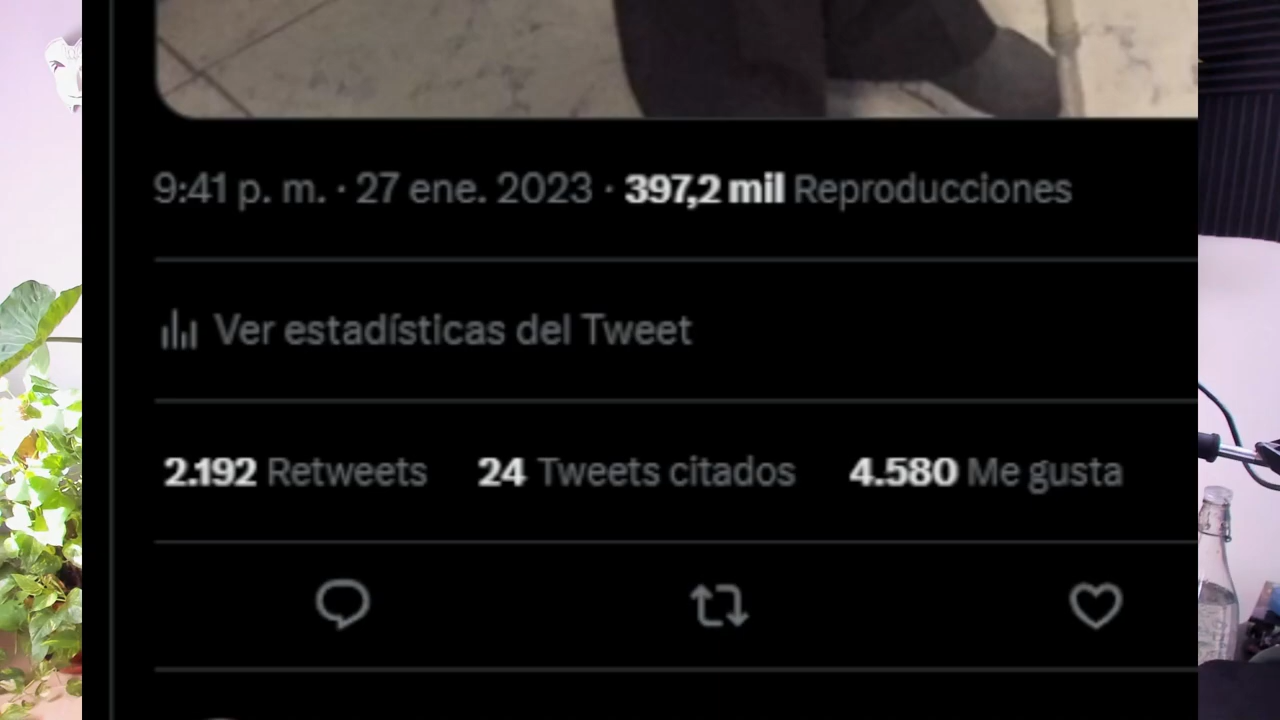 9:41 p. m. · 27 ene. 2023 · 397,2 mil Reproducciones
Ver estadísticas del Tweet
2.192 Retweets 24 Tweets citados 4.580 Me gusta